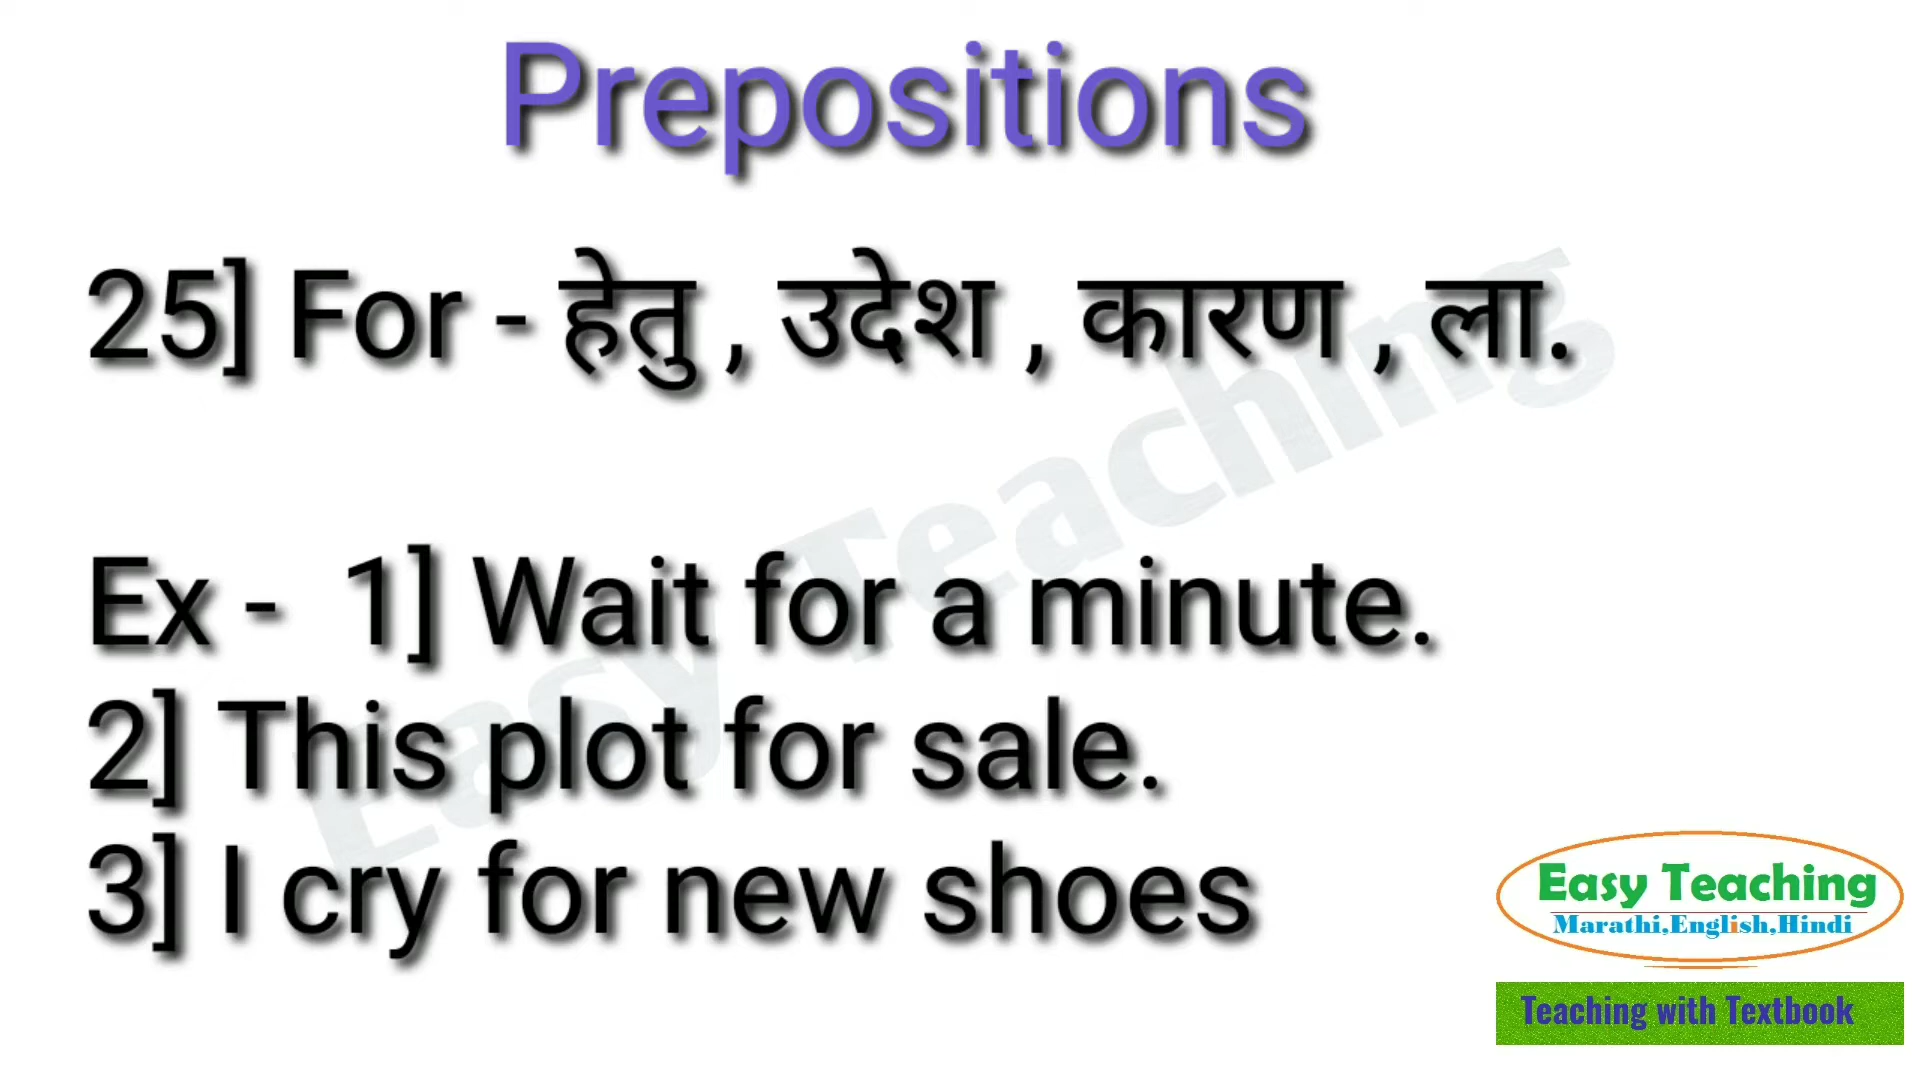 Prepositions
25] For - हेतु , उदेश , कारण , ला.
Ex -  1] Wait for a minute.
2] This plot for sale.
3] I cry for new shoes
Easy Teaching
Easy Teaching
Marathi,English,Hindi
Teaching with Textbook